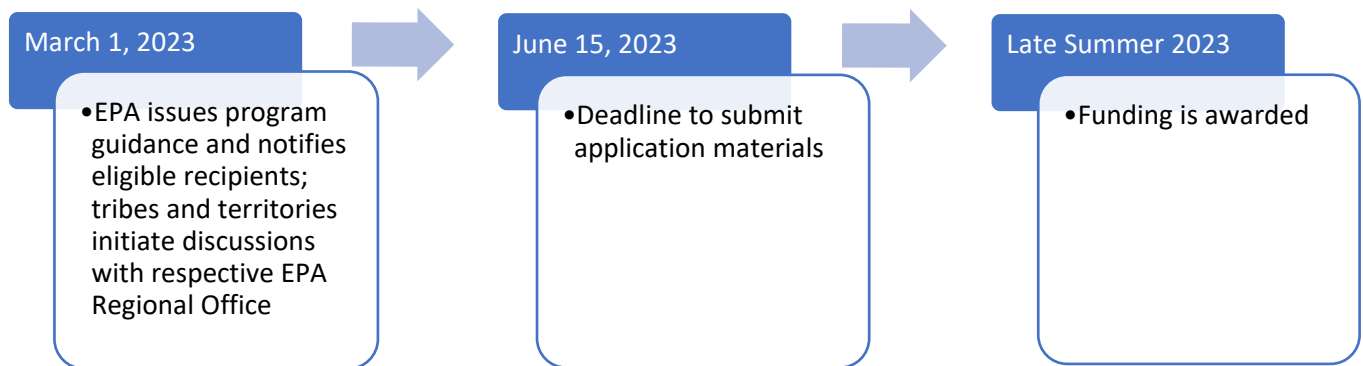 March 1, 2023
•EPA issues program
guidance and notifies
eligible recipients;
tribes and territories
initiate discussions
with respective EPA
Regional Office
June 15, 2023
•Deadline to submit
application materials
Late Summer 2023
•Funding is awarded